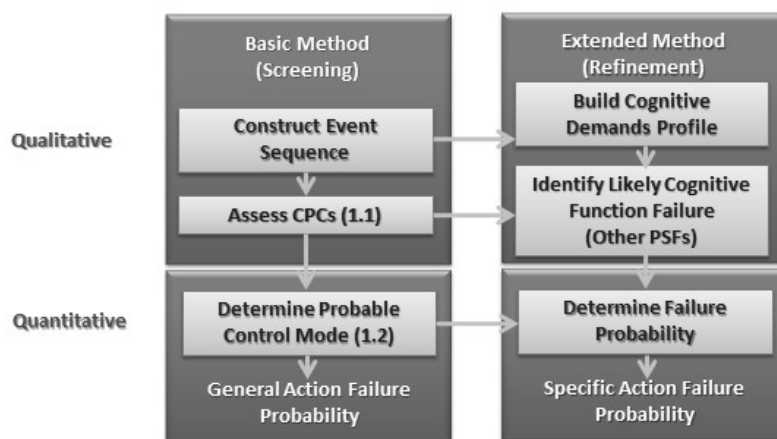 Basic Method
(Screening)
Extended Method
(Refinement)
Qualitative
Construct Event
Sequence
Build Cognitive
Demands Profile
Assess CPCs (1.1)
Identify Likely Cognitive
Function Failure
(Other PSFs)
Quantitative
Determine Probable
Control Mode (1.2)
Determine Failure
Probability
General Action Failure
Probability
Specific Action Failure
Probability